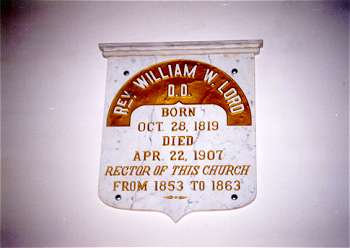 REV. WILLIAM W. LORD
D.D.
BORN
OCT. 28, 1819
DIED
APR. 22, 1907
RECTOR OF THIS CHURCH
FROM 1853 TO 1863